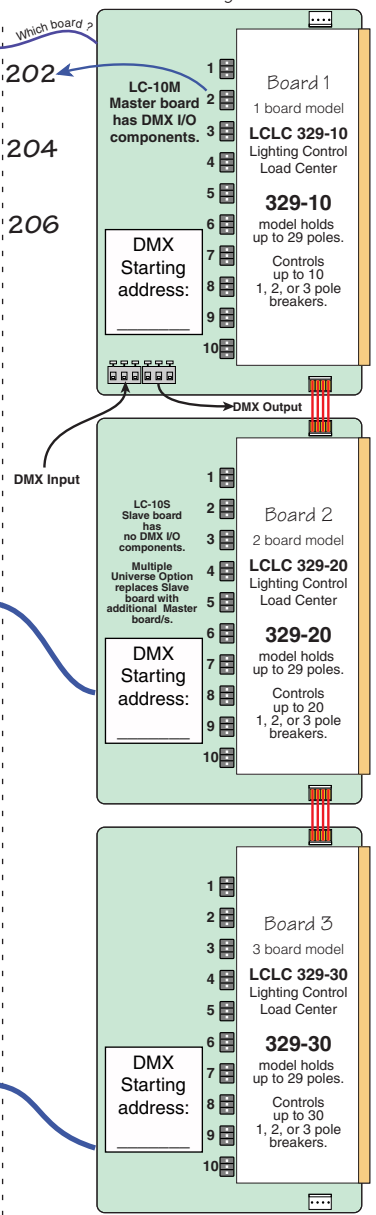 Which board ?
202
204
206
LC-10M
Master board
has DMX I/O
components.
DMX
Starting
address:
1
2
3
4
5
6
7
8
9
10
Board 1
1 board model
LCLC 329-10
Lighting Control
Load Center
329-10
model holds
up to 29 poles.
Controls
up to 10
1, 2, or 3 pole
breakers.
DMX Output
DMX Input
LC-10S
Slave board
has
no DMX I/O
components.
Multiple
Universe Option
replaces Slave
board with
additional Master
board/s.
DMX
Starting
address:
1
2
3
4
5
6
7
8
9
10
Board 2
2 board model
LCLC 329-20
Lighting Control
Load Center
329-20
model holds
up to 29 poles.
Controls
up to 20
1, 2, or 3 pole
breakers.
DMX
Starting
address:
1
2
3
4
5
6
7
8
9
10
Board 3
3 board model
LCLC 329-30
Lighting Control
Load Center
329-30
model holds
up to 29 poles.
Controls
up to 30
1, 2, or 3 pole
breakers.